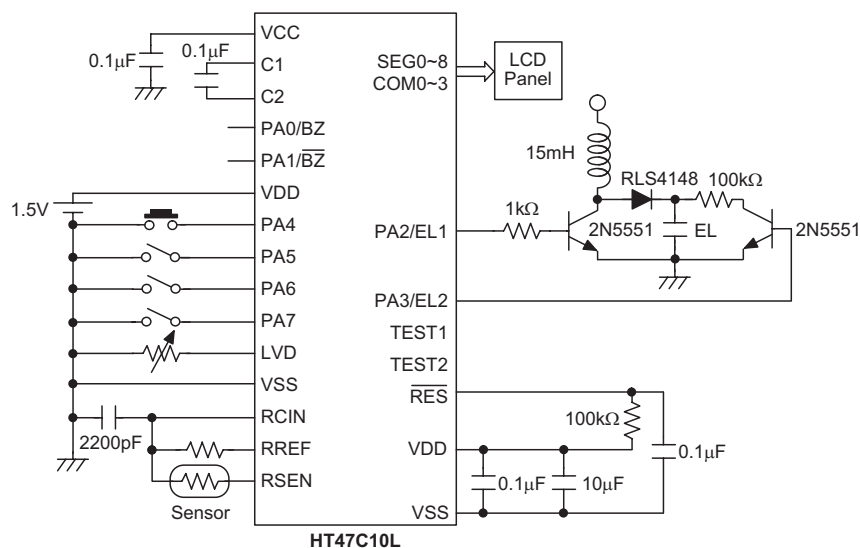 VCC
0.1μF
0.1μF
C1
C2
PA0/BZ
PA1/B̅Z̅
VDD
1.5V
PA4
PA5
PA6
PA7
LVD
VSS
RCIN
2200pF
RREF
RSEN
Sensor
SEG0~8
COM0~3
LCD
Panel
15mH
RLS4148
100kΩ
1kΩ
PA2/EL1
2N5551
EL
2N5551
PA3/EL2
TEST1
TEST2
R̅E̅S̅
100kΩ
VDD
0.1μF
0.1μF
10μF
VSS
HT47C10L